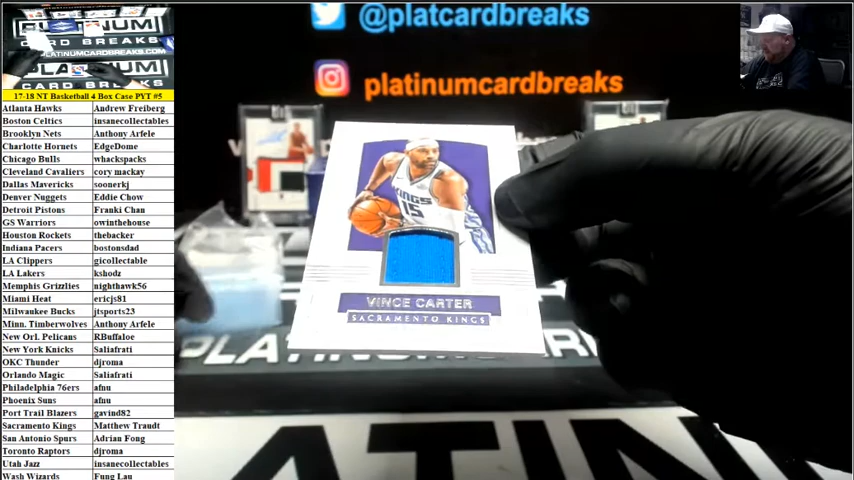 @platcardbreaks
platinumcardbreaks
PLATINUM
CARD BREAKS
17-18 NT Basketball 4 Box Case PYT #5
Atlanta Hawks Andrew Freiberg
Boston Celtics insanecollectables
Brooklyn Nets Anthony Arfele
Charlotte Hornets EdgeDome
Chicago Bulls whackspacks
Cleveland Cavaliers cory mackay
Dallas Mavericks soonerkj
Denver Nuggets Eddie Chow
Detroit Pistons Franki Chan
GS Warriors owinthehouse
Houston Rockets thebacker
Indiana Pacers bostonsdad
LA Clippers gicollectable
LA Lakers kshodz
Memphis Grizzlies nighthawk56
Miami Heat ericjs81
Milwaukee Bucks jtsports23
Minn. Timberwolves Anthony Arfele
New Orl. Pelicans RBuffaloe
New York Knicks Saliafrati
OKC Thunder djroma
Orlando Magic Saliafrati
Philadelphia 76ers afnu
Phoenix Suns afnu
Port Trail Blazers gavind82
Sacramento Kings Matthew Traudt
San Antonio Spurs Adrian Fong
Toronto Raptors djroma
Utah Jazz insanecollectables
Wash Wizards Fung Lau
KINGS
15
VINCE CARTER
SACRAMENTO KINGS